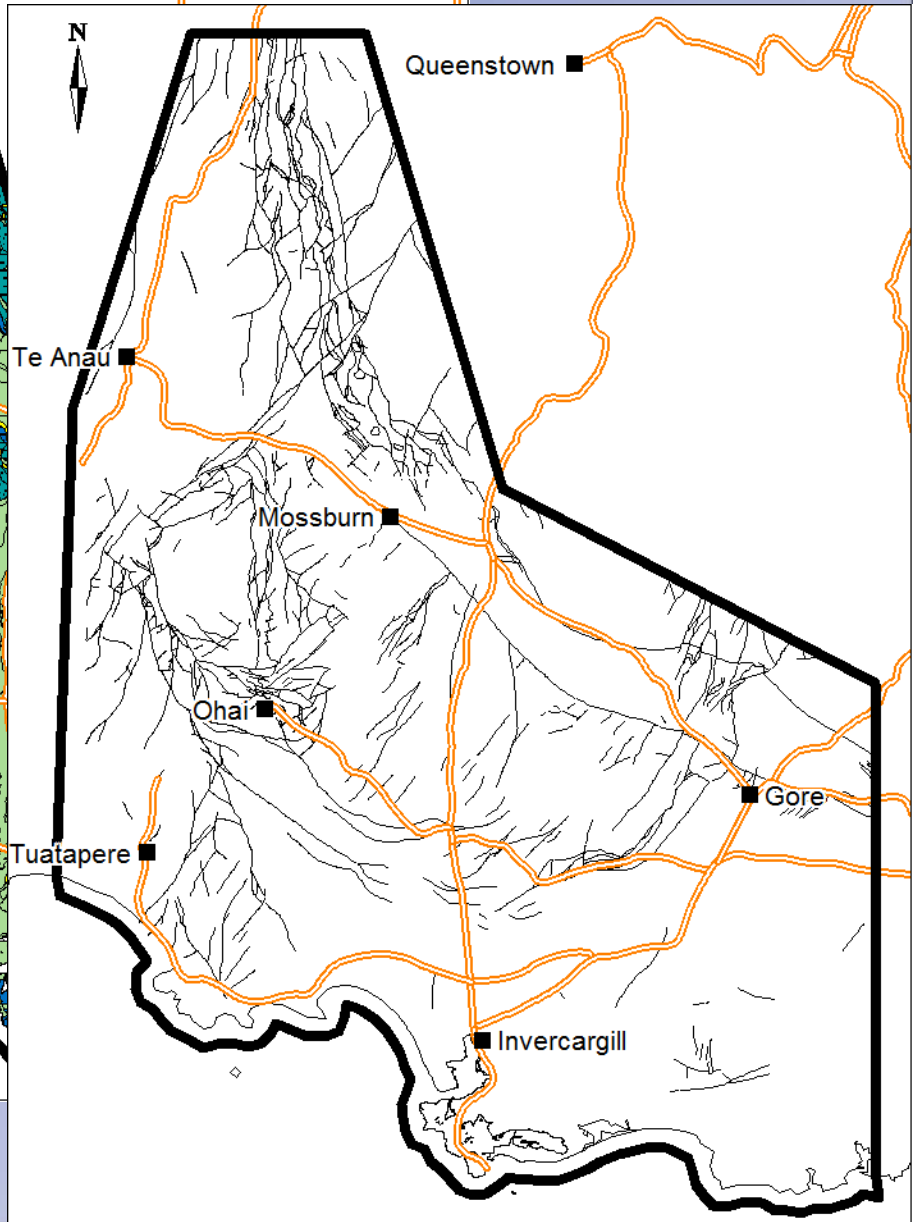 N
Queenstown
Te Anau
Mossburn
Ohai
Gore
Tuatapere
Invercargill